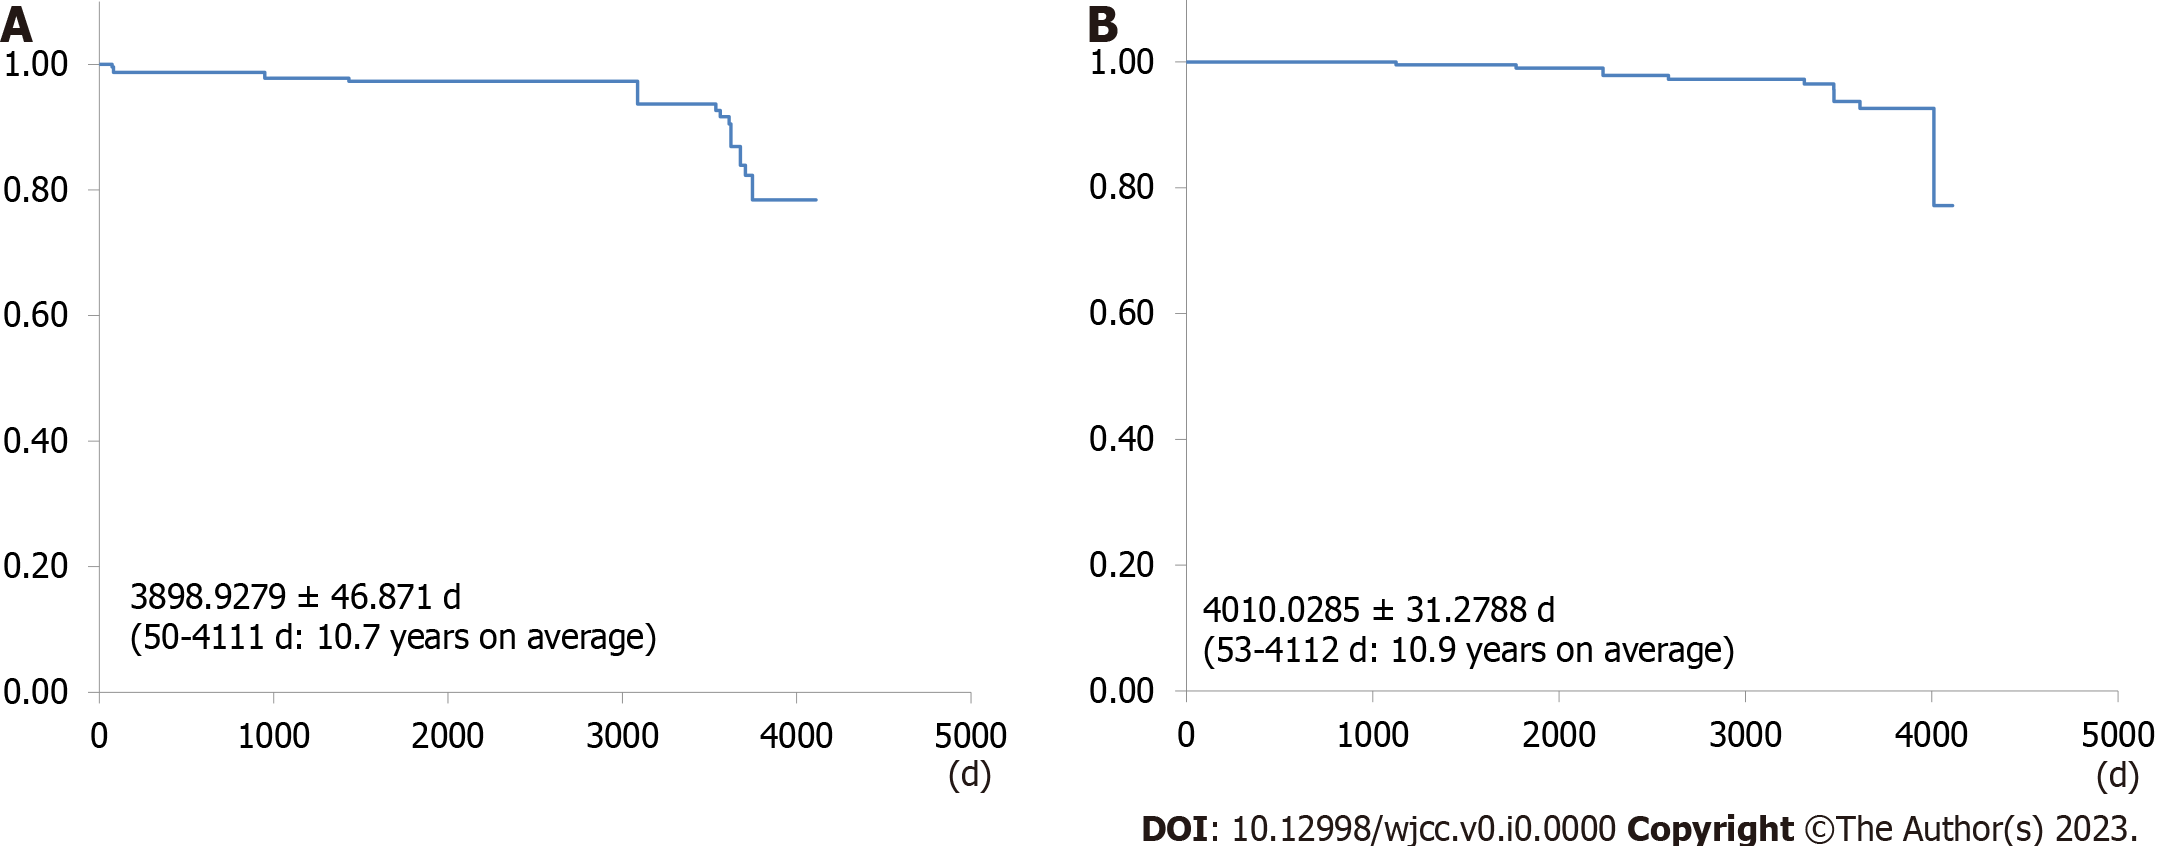 A
1.00
0.80
0.60
0.40
0.20
0.00
3898.9279 ± 46.871 d
(50-4111 d: 10.7 years on average)
0 1000 2000 3000 4000 5000
(d)
B
1.00
0.80
0.60
0.40
0.20
0.00
4010.0285 ± 31.2788 d
(53-4112 d: 10.9 years on average)
0 1000 2000 3000 4000 5000
(d)
DOI: 10.12998/wjcc.v0.i0.0000 Copyright ©The Author(s) 2023.